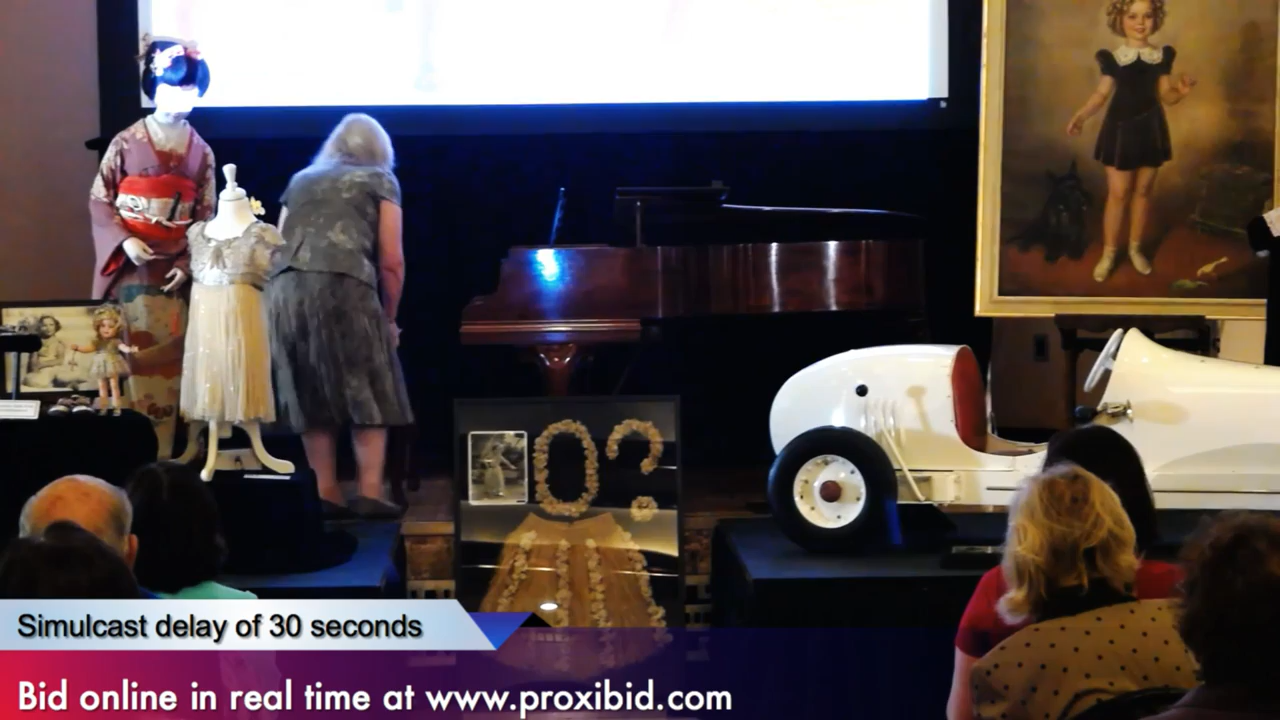 Simulcast delay of 30 seconds
Bid online in real time at www.proxibid.com